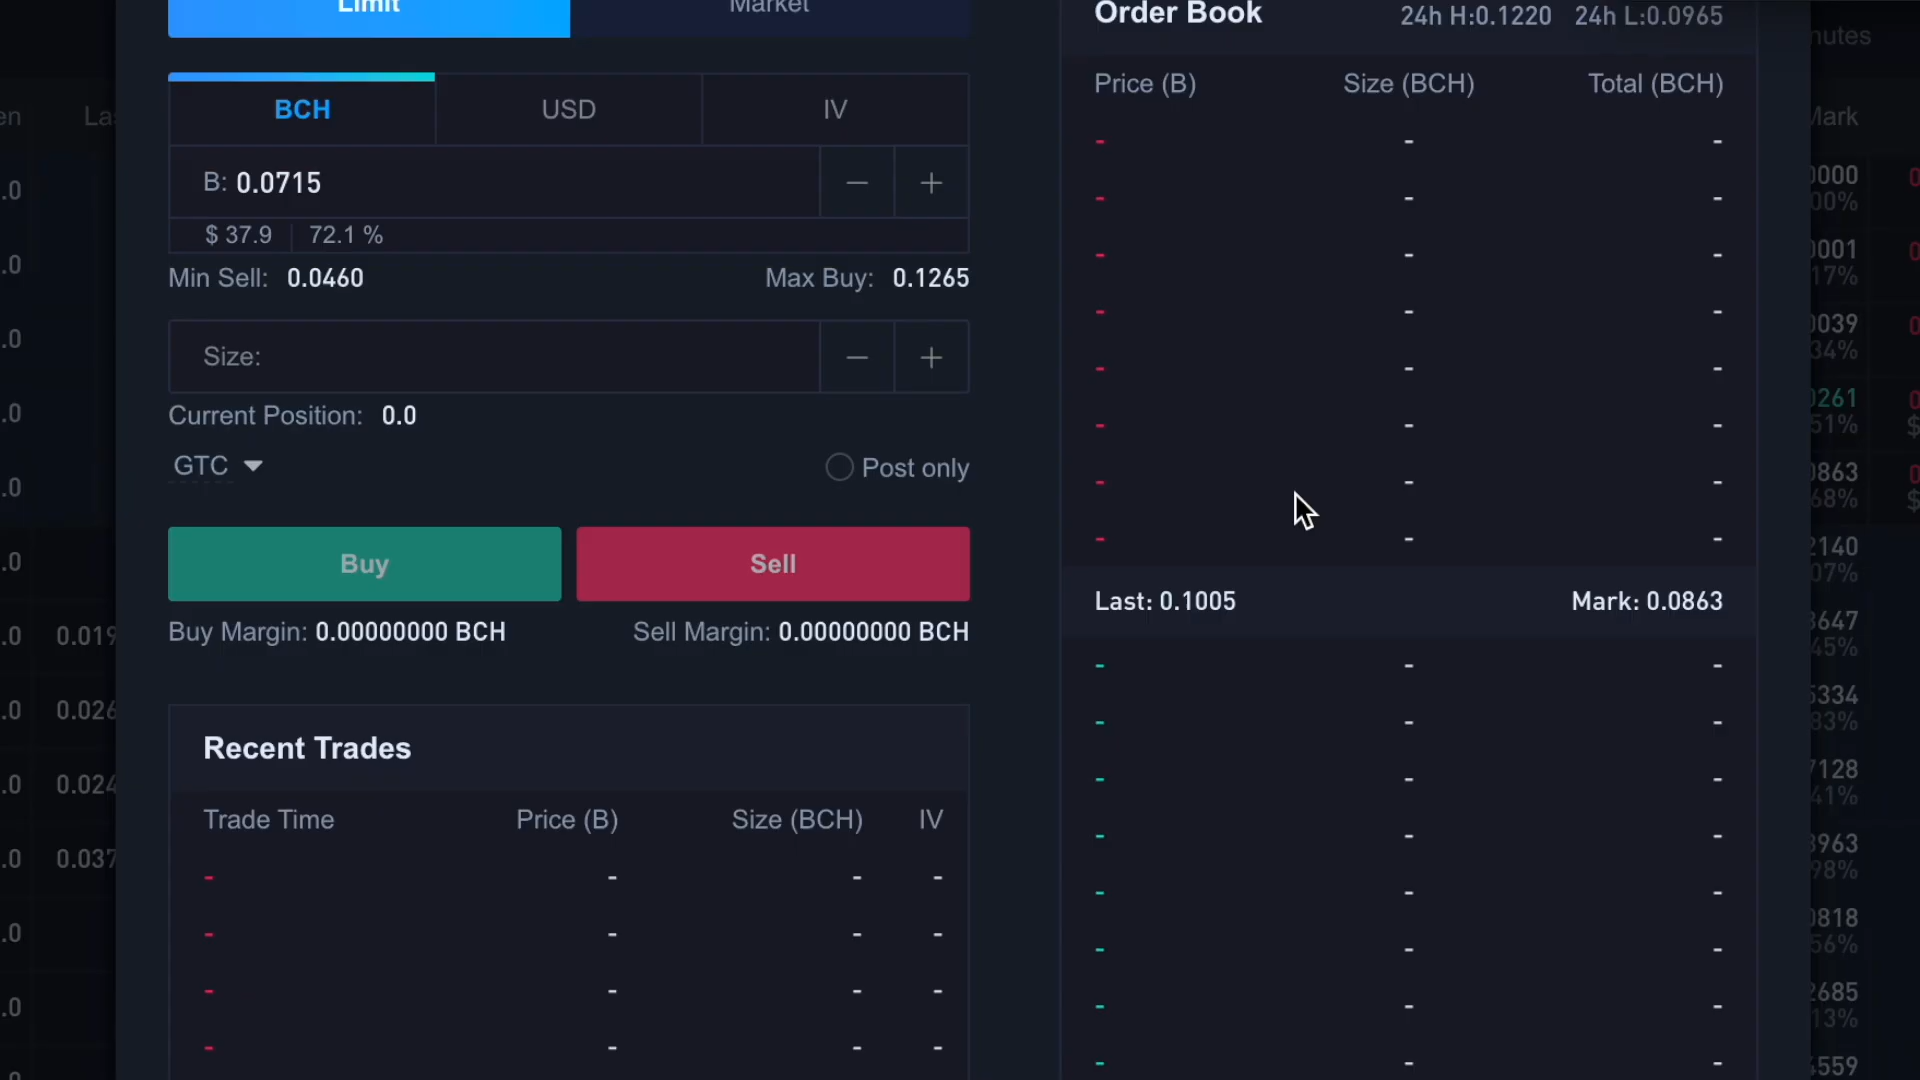 Limit Market
BCH USD IV
B: 0.0715 − +
$ 37.9 72.1 %
Min Sell: 0.0460 Max Buy: 0.1265
Size: − +
Current Position: 0.0
GTC Post only
Buy Sell
Buy Margin: 0.00000000 BCH Sell Margin: 0.00000000 BCH
Recent Trades
Trade Time Price (B) Size (BCH) IV
- - - -
- - - -
- - - -
- - - -
Order Book 24h H:0.1220 24h L:0.0965
Price (B) Size (BCH) Total (BCH)
- - -
- - -
- - -
- - -
- - -
- - -
- - -
- - -
Last: 0.1005 Mark: 0.0863
- - -
- - -
- - -
- - -
- - -
- - -
- - -
- - -